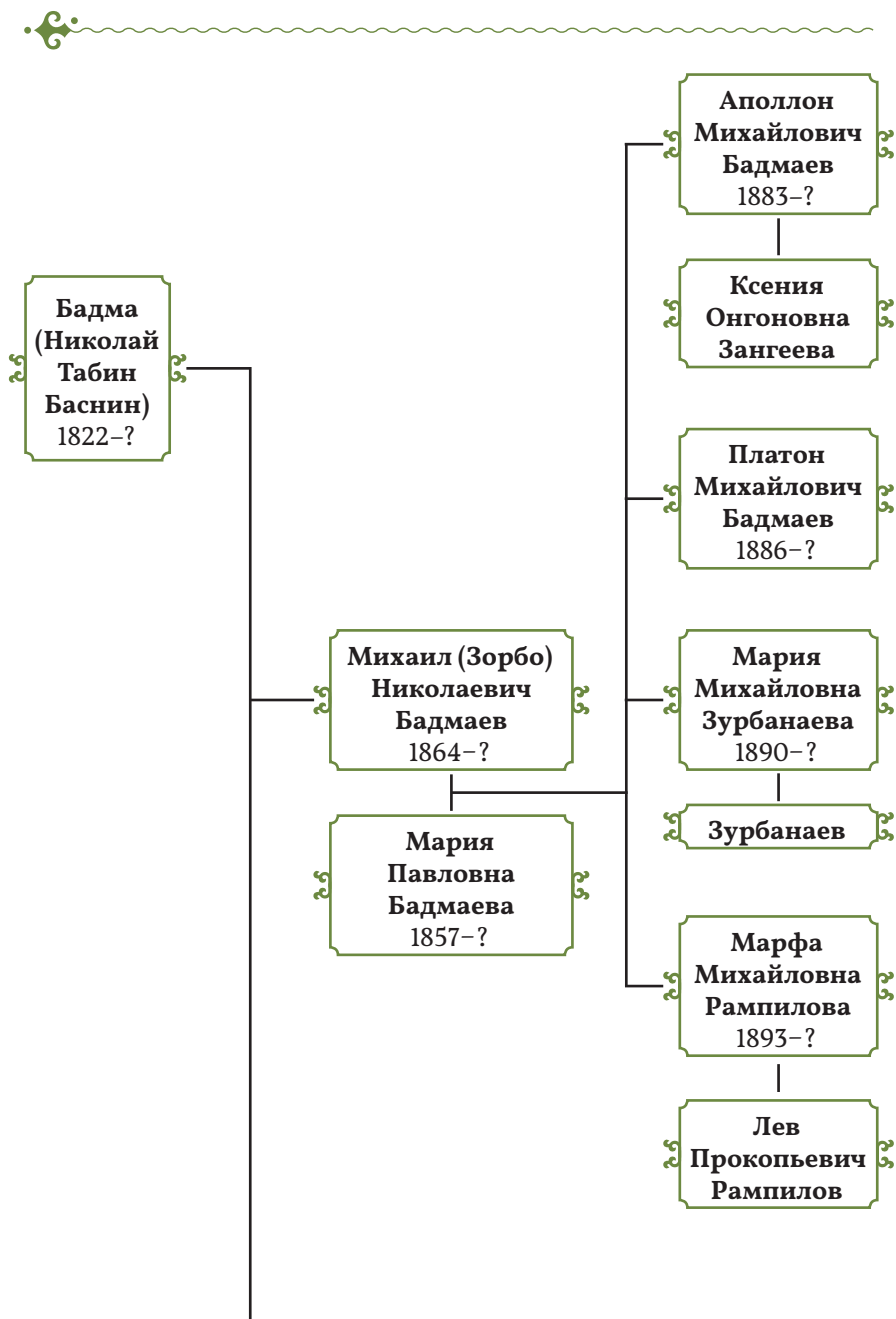 Бадма
(Николай
Табин
Баснин)
1822–?
Михаил (Зорбо)
Николаевич
Бадмаев
1864–?
Мария
Павловна
Бадмаева
1857–?
Аполлон
Михайлович
Бадмаев
1883–?
Ксения
Онгоновна
Зангеева
Платон
Михайлович
Бадмаев
1886–?
Мария
Михайловна
Зурбанаева
1890–?
Зурбанаев
Марфа
Михайловна
Рампилова
1893–?
Лев
Прокопьевич
Рампилов